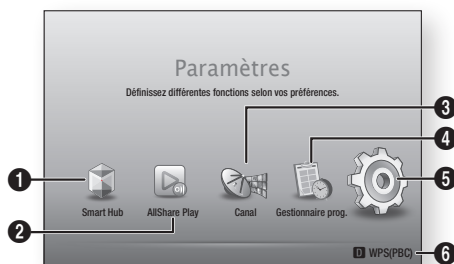 Paramètres
Définissez différentes fonctions selon vos préférences.
3
4
1
5
Smart Hub AllShare Play Canal Gestionnaire prog.
2
D WPS(PBC) 6